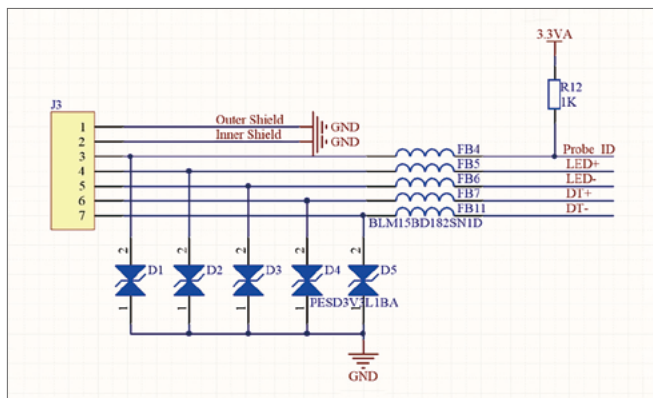 3.3VA
R12
1K
J3
1 Outer Shield GND
2 Inner Shield GND
3 FB4 Probe_ID
4 FB5 LED+
5 FB6 LED-
6 FB7 DT+
7 FB11 DT-
BLM15BD182SN1D
2 2 2 2 2
D1 D2 D3 D4 D5
PESD3V3L1BA
1 1 1 1 1
GND